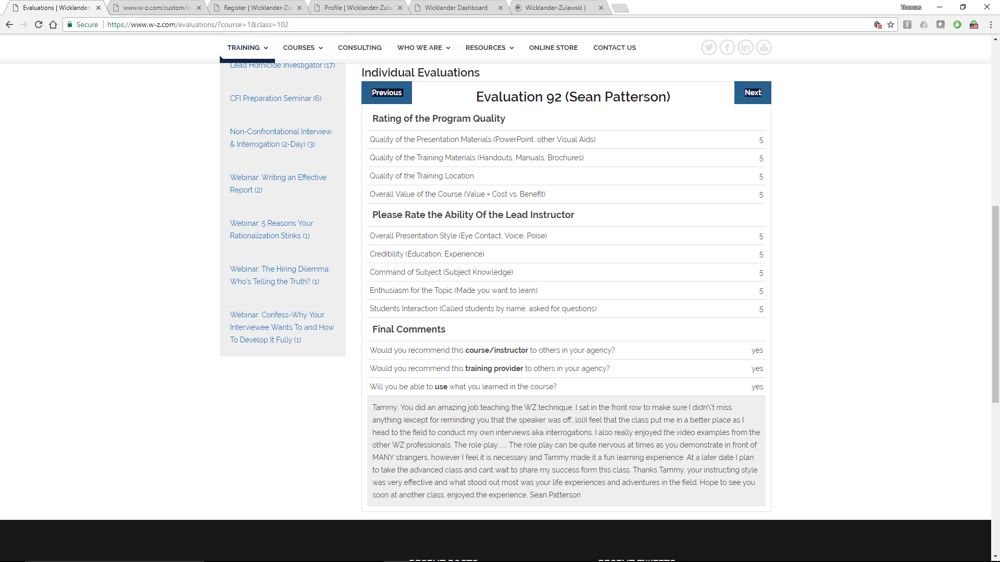 Evaluations | Wicklander-
www.w-z.com/custom/in
Register | Wicklander-Zu
Profile | Wicklander-Zula
Wicklander Dashboard
Wicklander-Zulawski |
Thomas
Secure
https://www.w-z.com/evaluations/?course=1&class=102
TRAINING
COURSES
CONSULTING
WHO WE ARE
RESOURCES
ONLINE STORE
CONTACT US
Lead Homicide Investigator (17)
CFI Preparation Seminar (6)
Non-Confrontational Interview
& Interrogation (2-Day) (3)
Webinar: Writing an Effective
Report (2)
Webinar: 5 Reasons Your
Rationalization Stinks (1)
Webinar: The Hiring Dilemma:
Who's Telling the Truth? (1)
Webinar: Confess-Why Your
Interviewee Wants To and How
To Develop It Fully (1)
Individual Evaluations
Previous
Evaluation 92 (Sean Patterson)
Next
Rating of the Program Quality
Quality of the Presentation Materials (PowerPoint, other Visual Aids) 5
Quality of the Training Materials (Handouts, Manuals, Brochures) 5
Quality of the Training Location 5
Overall Value of the Course (Value = Cost vs. Benefit) 5
Please Rate the Ability Of the Lead Instructor
Overall Presentation Style (Eye Contact, Voice, Poise) 5
Credibility (Education, Experience) 5
Command of Subject (Subject Knowledge) 5
Enthusiasm for the Topic (Made you want to learn) 5
Students Interaction (Called students by name, asked for questions) 5
Final Comments
Would you recommend this course/instructor to others in your agency? yes
Would you recommend this training provider to others in your agency? yes
Will you be able to use what you learned in the course? yes
Tammy, You did an amazing job teaching the WZ technique. I sat in the front row to make sure I didn\'t miss
anything (except for reminding you that the speaker was off...lol)I feel that the class put me in a better place as I
head to the field to conduct my own interviews aka interrogations. I also really enjoyed the video examples from the
other WZ professionals. The role play....... The role play can be quite nervous at times as you demonstrate in front of
MANY strangers, however I feel it is necessary and Tammy made it a fun learning experience. At a later date I plan
to take the advanced class and cant wait to share my success form this class. Thanks Tammy, your instructing style
was very effective and what stood out most was your life experiences and adventures in the field. Hope to see you
soon at another class. enjoyed the experience, Sean Patterson
RECENT POSTS
RECENT TWEETS